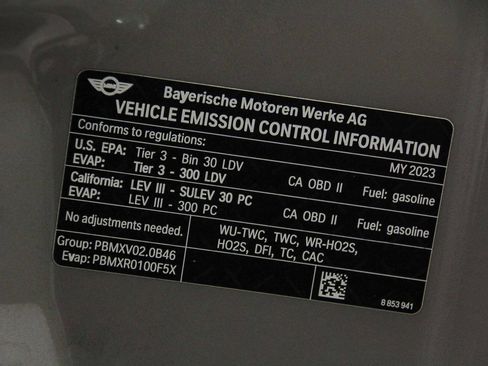 MINI
Bayerische Motoren Werke AG
VEHICLE EMISSION CONTROL INFORMATION
Conforms to regulations: MY 2023
U.S. EPA: Tier 3 - Bin 30 LDV CA OBD II Fuel: gasoline
EVAP: Tier 3 - 300 LDV
California: LEV III - SULEV 30 PC CA OBD II Fuel: gasoline
EVAP: LEV III - 300 PC
No adjustments needed. WU-TWC, TWC, WR-HO2S,
HO2S, DFI, TC, CAC
Group: PBMXV02.0B46
Evap: PBMXR0100F5X
8 853 941